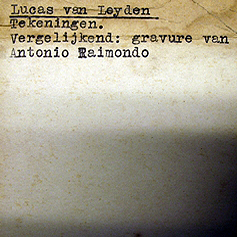 Lucas van Leyden
Tekeningen.
Vergelijkend: gravure van
Antonio Raimondo